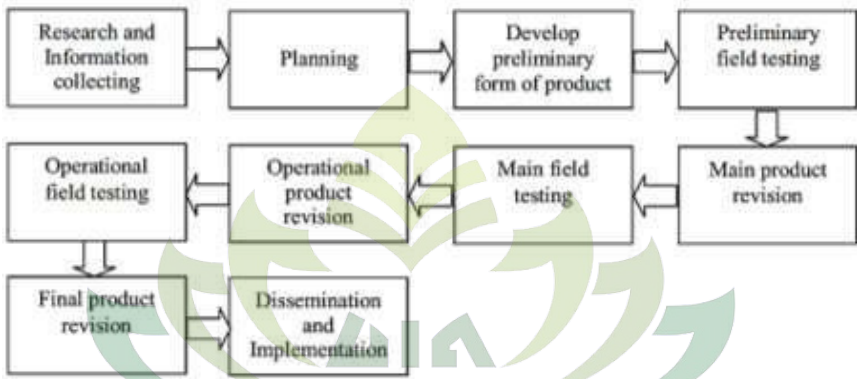 Research and
Information
collecting
Planning
Develop
preliminary
form of product
Preliminary
field testing
Main product
revision
Main field
testing
Operational
product
revision
Operational
field testing
Final product
revision
Dissemination
and
Implementation